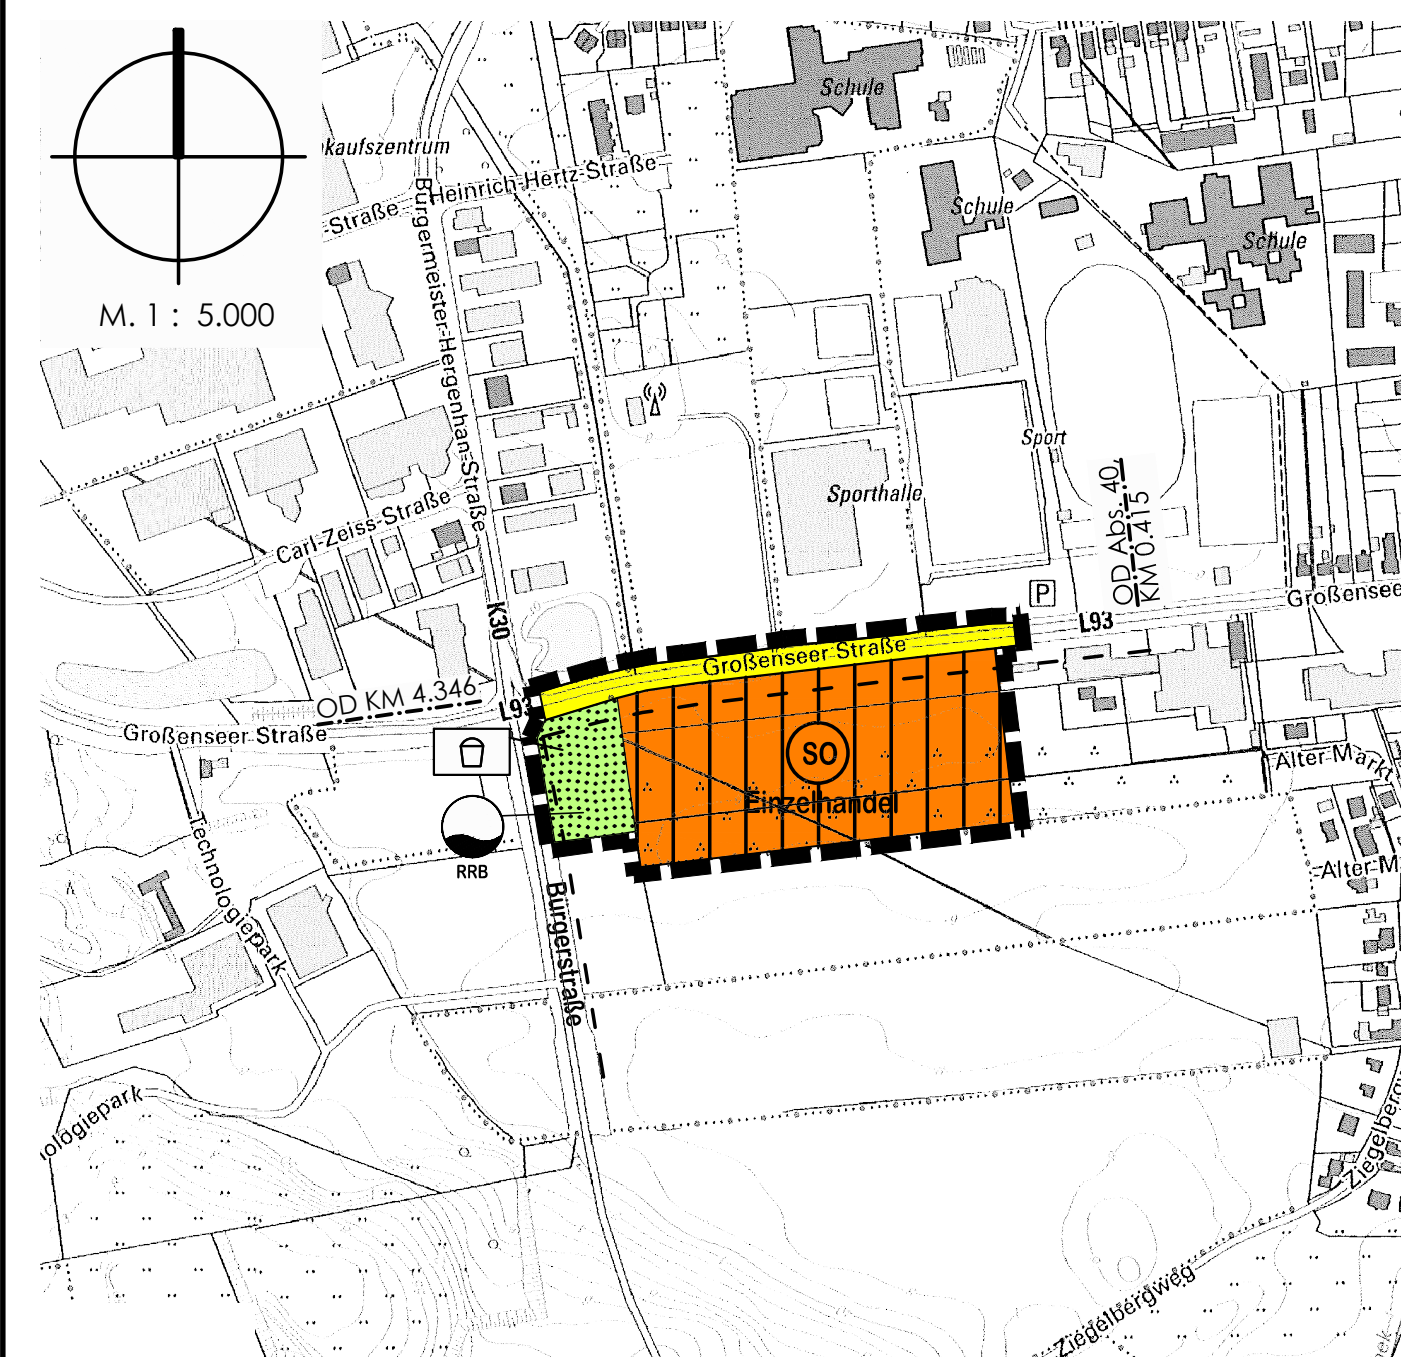 M. 1 : 5.000
kaufszentrum
Schule
Schule
Schule
Heinrich-Hertz-Straße
-Straße
Bürgermeister-Hergenhan-Straße
Carl-Zeiss-Straße
Sport
Sporthalle
OD Abs. 40,
KM 0.415
P
K30
L93
Großensee
Großenseer Straße
OD KM 4.346
L93
Großenseer Straße
SO
Einzelhandel
Alter Markt
RRB
Technologiepark
Alter M
Bürgerstraße
nologiepark
Ziegelbergweg
Ziegelbergw